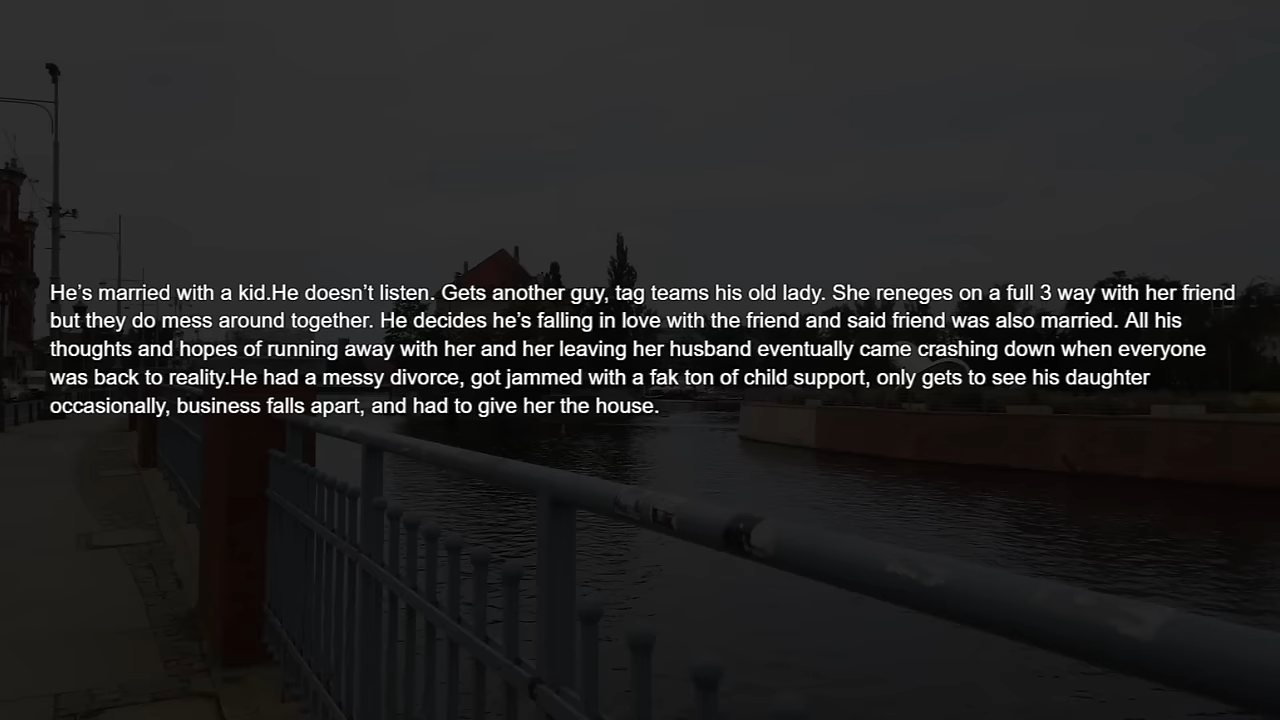 He’s married with a kid.He doesn’t listen. Gets another guy, tag teams his old lady. She reneges on a full 3 way with her friend
but they do mess around together. He decides he’s falling in love with the friend and said friend was also married. All his
thoughts and hopes of running away with her and her leaving her husband eventually came crashing down when everyone
was back to reality.He had a messy divorce, got jammed with a fak ton of child support, only gets to see his daughter
occasionally, business falls apart, and had to give her the house.